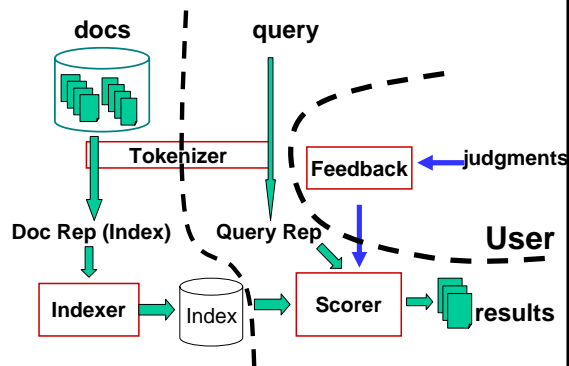 docs
query
Tokenizer
Feedback
judgments
Doc Rep (Index)
Query Rep
User
Indexer
Index
Scorer
results